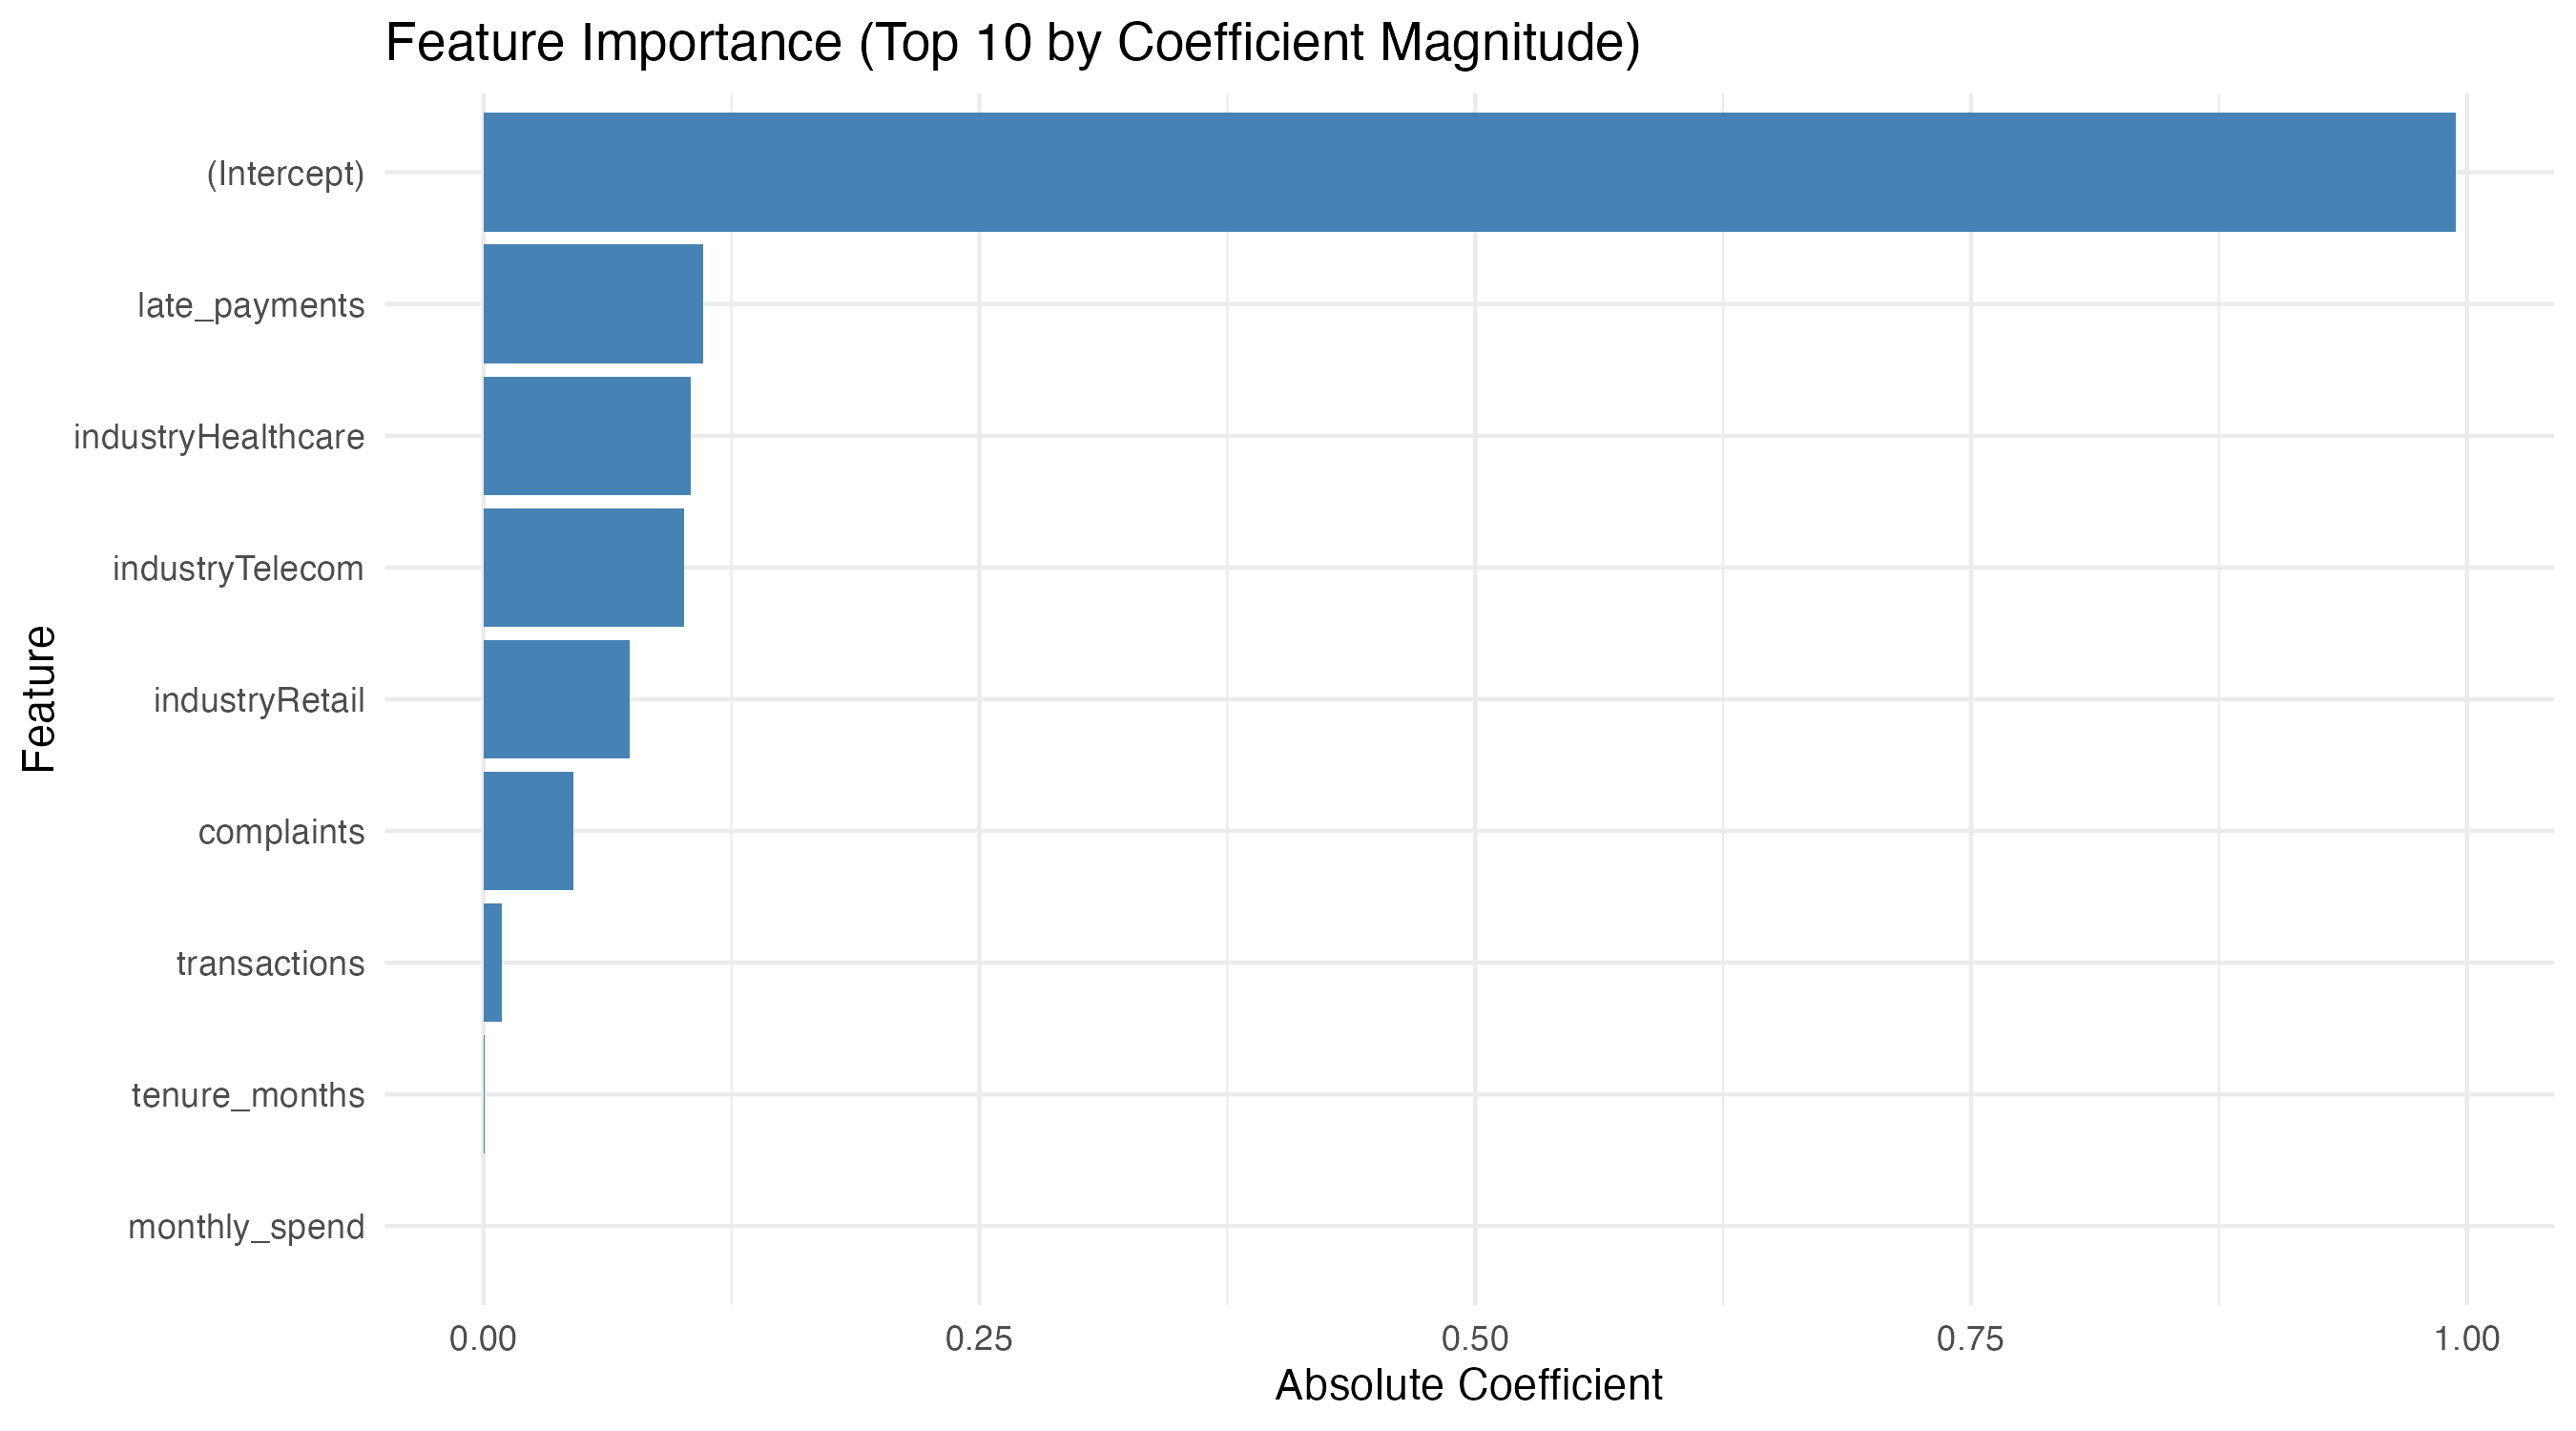 Feature Importance (Top 10 by Coefficient Magnitude)
Feature
(Intercept)
late_payments
industryHealthcare
industryTelecom
industryRetail
complaints
transactions
tenure_months
monthly_spend
0.00 0.25 0.50 0.75 1.00
Absolute Coefficient